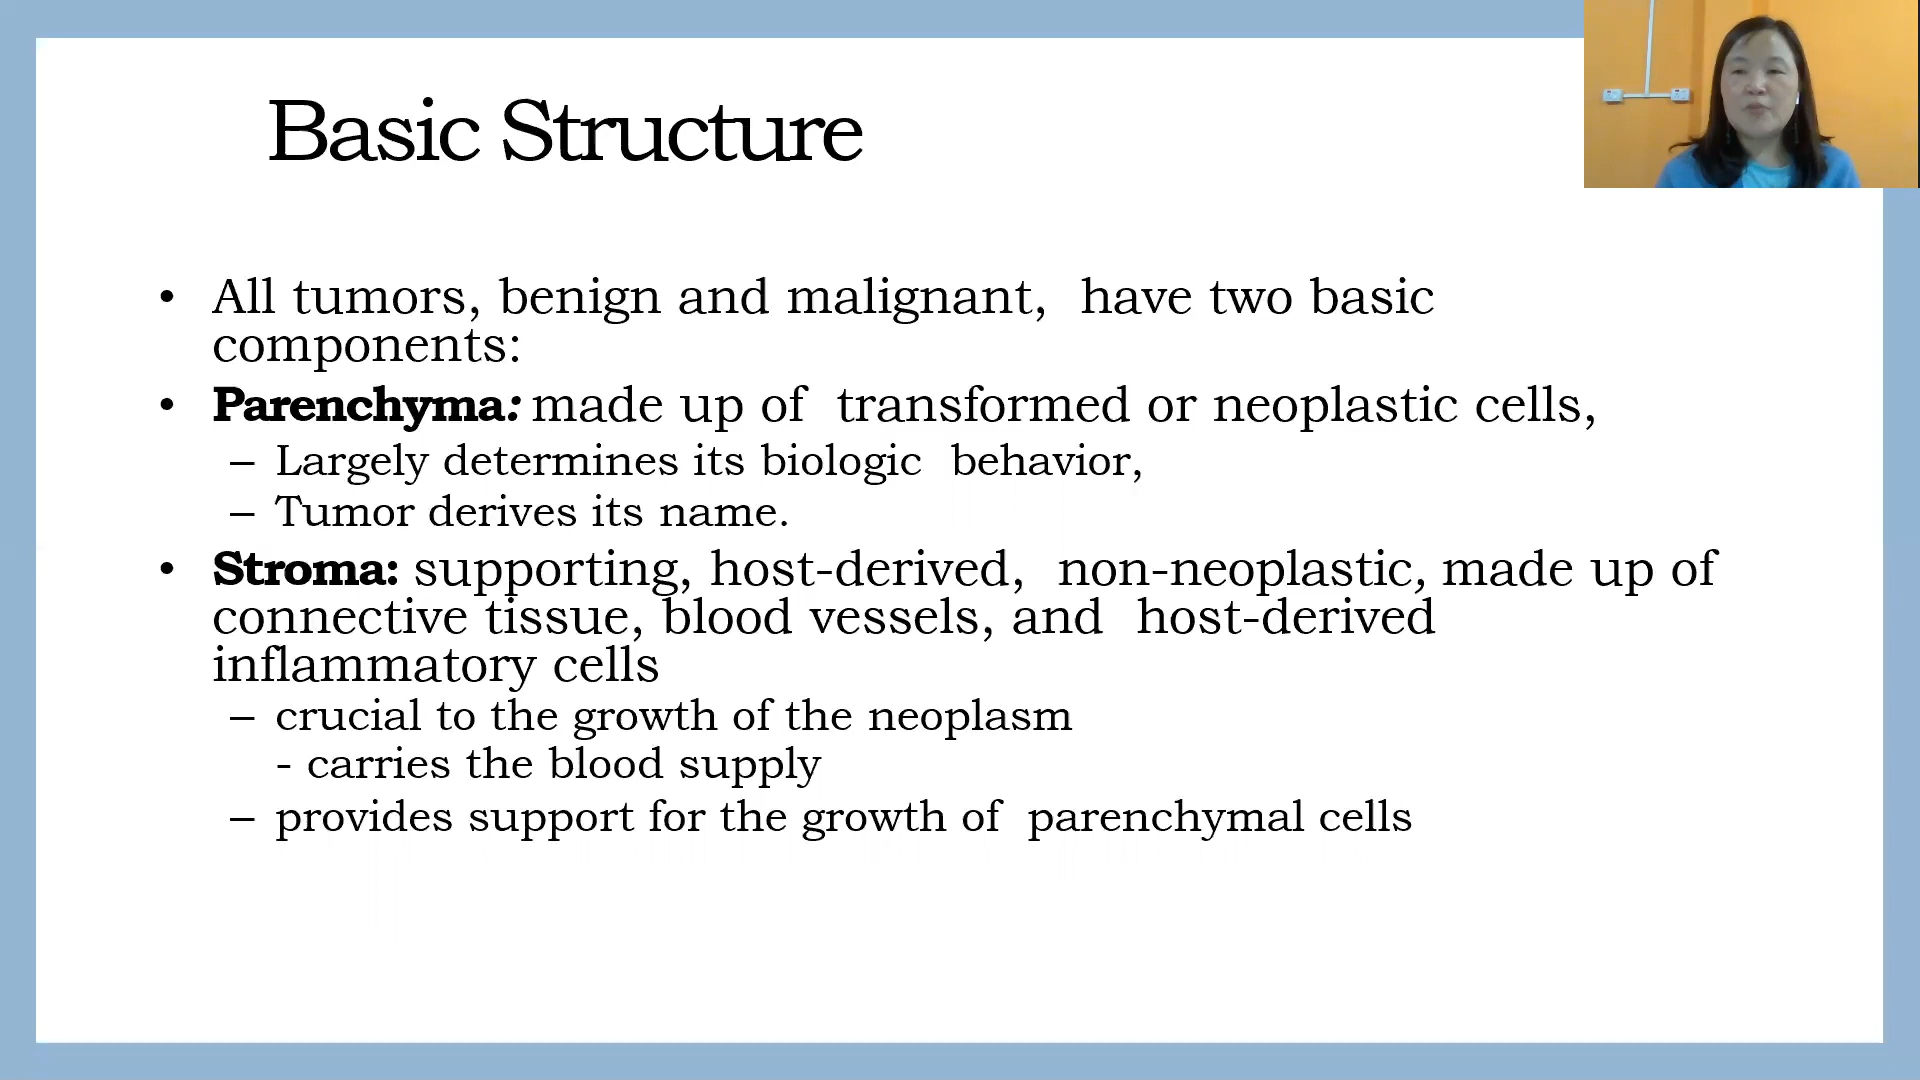 Basic Structure
• All tumors, benign and malignant, have two basic
components:
• Parenchyma: made up of transformed or neoplastic cells,
– Largely determines its biologic behavior,
– Tumor derives its name.
• Stroma: supporting, host-derived, non-neoplastic, made up of
connective tissue, blood vessels, and host-derived
inflammatory cells
– crucial to the growth of the neoplasm
- carries the blood supply
– provides support for the growth of parenchymal cells